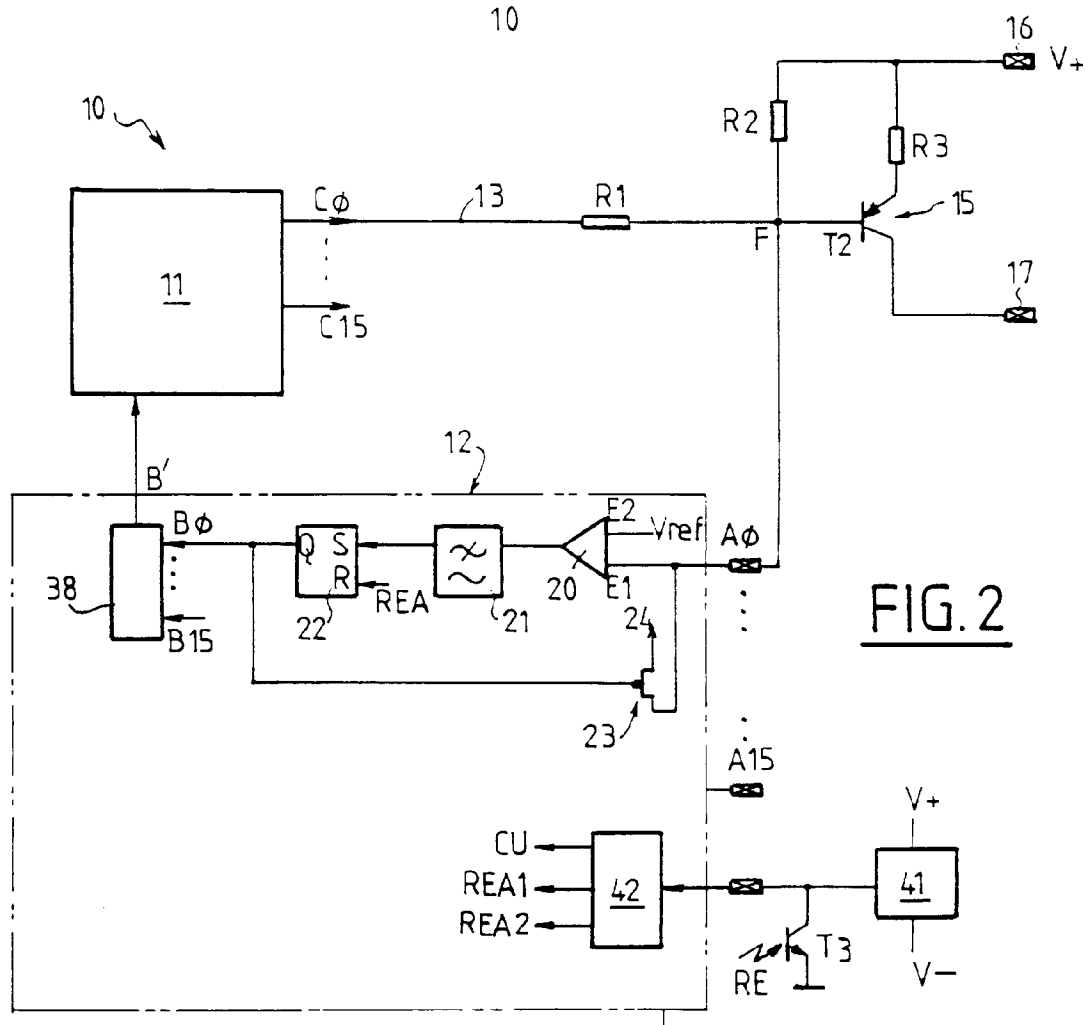 10
16
V+
10
R2
R3
CΦ
13
R1
15
F
T2
11
17
C15
12
B'
E2
BΦ
Q
S
Vref
AΦ
20
38
R
E1
REA
24
22
21
B15
FIG. 2
23
A15
V+
CU
REA1
42
41
REA2
T3
RE
V-